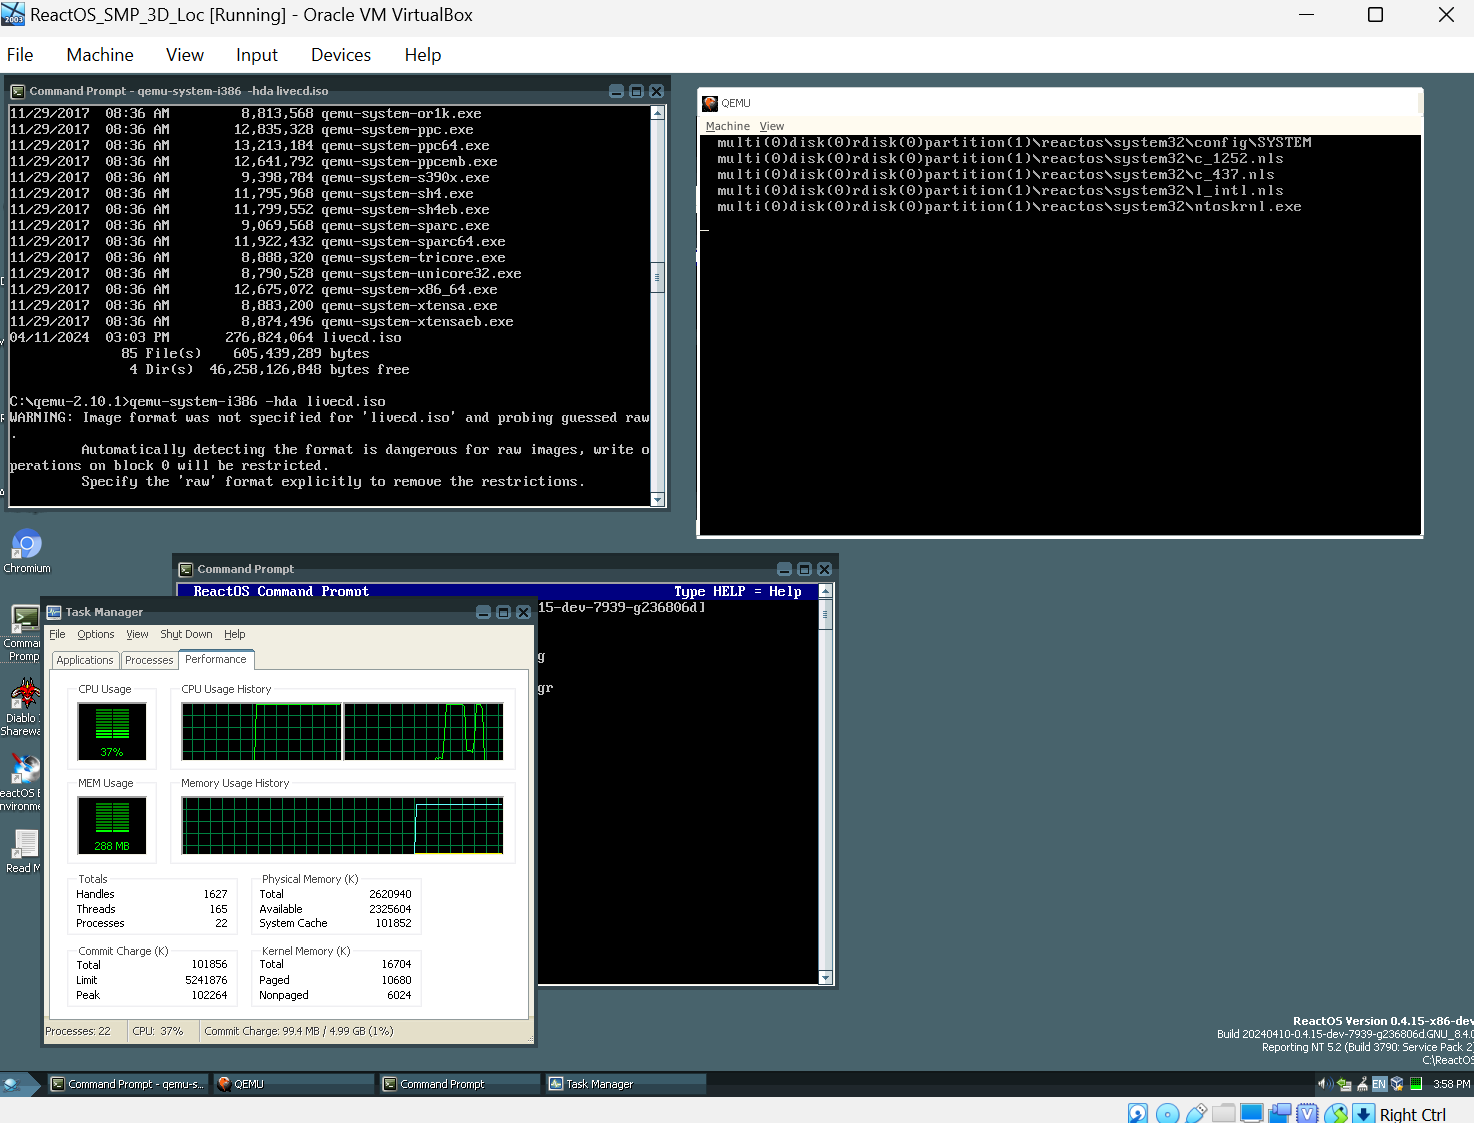 ReactOS_SMP_3D_Loc [Running] - Oracle VM VirtualBox
File Machine View Input Devices Help
Command Prompt - qemu-system-i386 -hda livecd.iso
11/29/2017 08:36 AM 8,813,568 qemu-system-or1k.exe
11/29/2017 08:36 AM 12,835,328 qemu-system-ppc.exe
11/29/2017 08:36 AM 13,213,184 qemu-system-ppc64.exe
11/29/2017 08:36 AM 12,641,792 qemu-system-ppcemb.exe
11/29/2017 08:36 AM 9,398,784 qemu-system-s390x.exe
11/29/2017 08:36 AM 11,795,968 qemu-system-sh4.exe
11/29/2017 08:36 AM 11,799,552 qemu-system-sh4eb.exe
11/29/2017 08:36 AM 9,069,568 qemu-system-sparc.exe
11/29/2017 08:36 AM 11,922,432 qemu-system-sparc64.exe
11/29/2017 08:36 AM 8,888,320 qemu-system-tricore.exe
11/29/2017 08:36 AM 8,790,528 qemu-system-unicore32.exe
11/29/2017 08:36 AM 12,675,072 qemu-system-x86_64.exe
11/29/2017 08:36 AM 8,883,200 qemu-system-xtensa.exe
11/29/2017 08:36 AM 8,874,496 qemu-system-xtensaeb.exe
04/11/2024 03:03 PM 276,824,064 livecd.iso
85 File(s) 605,439,289 bytes
4 Dir(s) 46,258,126,848 bytes free
C:\qemu-2.10.1>qemu-system-i386 -hda livecd.iso
WARNING: Image format was not specified for 'livecd.iso' and probing guessed raw
.
Automatically detecting the format is dangerous for raw images, write o
perations on block 0 will be restricted.
Specify the 'raw' format explicitly to remove the restrictions.
QEMU
Machine View
multi(0)disk(0)rdisk(0)partition(1)\reactos\system32\config\SYSTEM
multi(0)disk(0)rdisk(0)partition(1)\reactos\system32\c_1252.nls
multi(0)disk(0)rdisk(0)partition(1)\reactos\system32\c_437.nls
multi(0)disk(0)rdisk(0)partition(1)\reactos\system32\l_intl.nls
multi(0)disk(0)rdisk(0)partition(1)\reactos\system32\ntoskrnl.exe
_
Chromium
Comma
Promp
Diablo
Sharewa
eactOS B
nvironme
Read M
Command Prompt
ReactOS Command Prompt Type HELP = Help
15-dev-7939-g236806d]
g
gr
Task Manager
File Options View Shut Down Help
Applications Processes Performance
CPU Usage CPU Usage History
37%
MEM Usage Memory Usage History
288 MB
Totals
Handles 1627
Threads 165
Processes 22
Physical Memory (K)
Total 2620940
Available 2325604
System Cache 101852
Commit Charge (K)
Total 101856
Limit 5241876
Peak 102264
Kernel Memory (K)
Total 16704
Paged 10680
Nonpaged 6024
Processes: 22 CPU: 37% Commit Charge: 99.4 MB / 4.99 GB (1%)
ReactOS Version 0.4.15-x86-dev
Build 20240410-0.4.15-dev-7939-g236806d.GNU_8.4.0
Reporting NT 5.2 (Build 3790: Service Pack 2)
C:\ReactOS
Command Prompt - qemu-s... QEMU Command Prompt Task Manager EN 3:58 PM
Right Ctrl